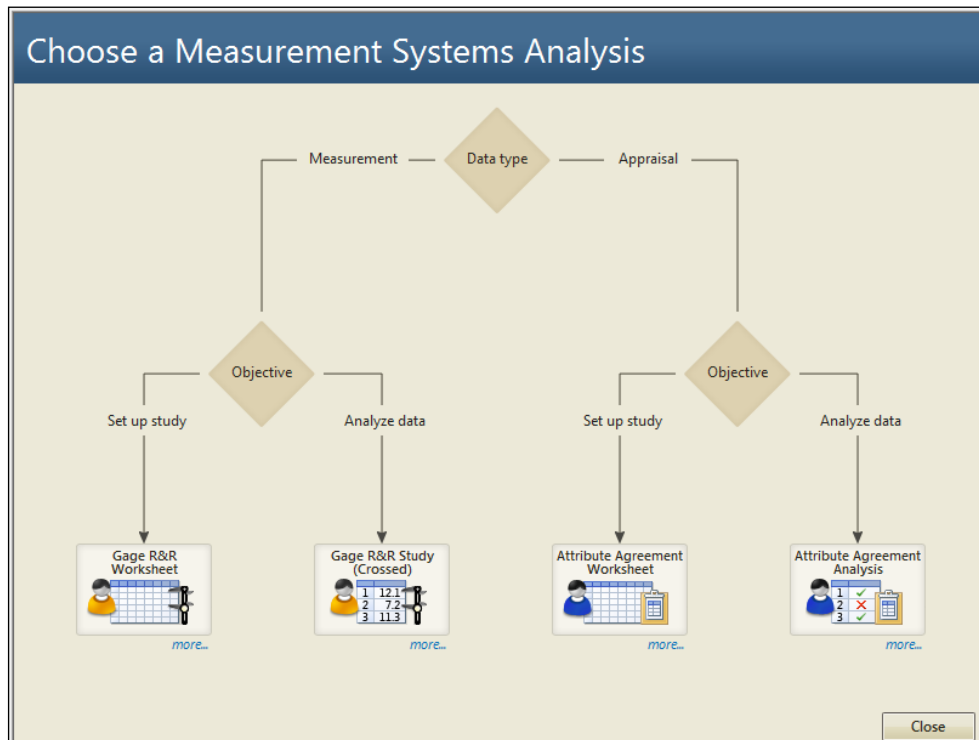 Choose a Measurement Systems Analysis
Measurement
Data type
Appraisal
Objective
Objective
Set up study
Analyze data
Set up study
Analyze data
Gage R&R
Worksheet
Gage R&R Study
(Crossed)
1 12.1
2 7.2
3 11.3
Attribute Agreement
Worksheet
Attribute Agreement
Analysis
1
2
3
more...
more...
more...
more...
Close